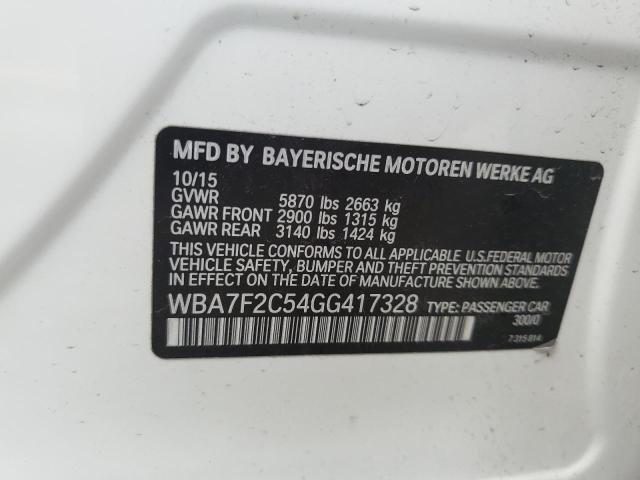 MFD BY BAYERISCHE MOTOREN WERKE AG
10/15
GVWR 5870 lbs 2663 kg
GAWR FRONT 2900 lbs 1315 kg
GAWR REAR 3140 lbs 1424 kg
THIS VEHICLE CONFORMS TO ALL APPLICABLE U.S.FEDERAL MOTOR
VEHICLE SAFETY, BUMPER AND THEFT PREVENTION STANDARDS
IN EFFECT ON THE DATE OF MANUFACTURE SHOWN ABOVE.
WBA7F2C54GG417328 TYPE: PASSENGER CAR
300/0
7315814